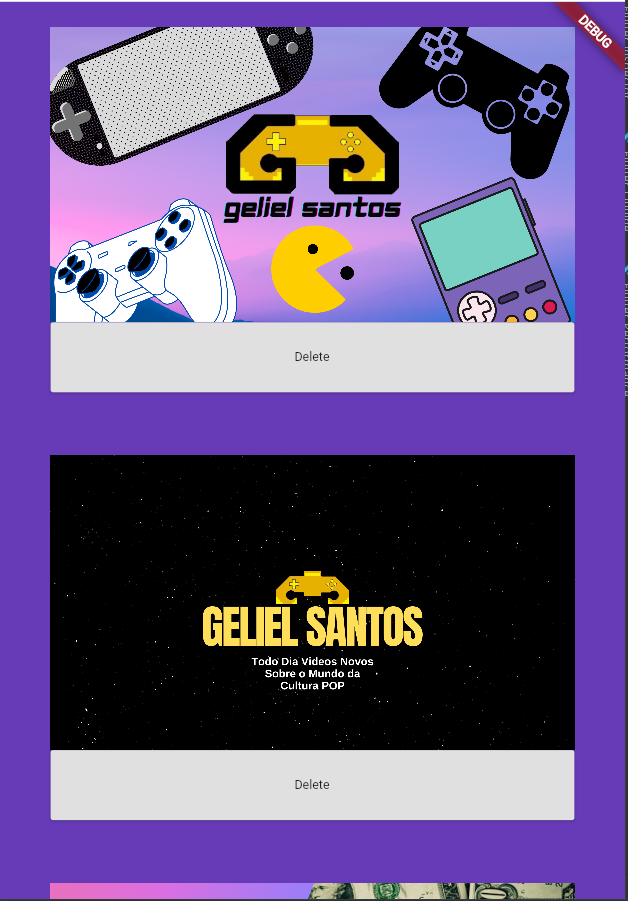 DEBUG
geliel santos
Delete
GELIEL SANTOS
Todo Dia Videos Novos
Sobre o Mundo da
Cultura POP
Delete